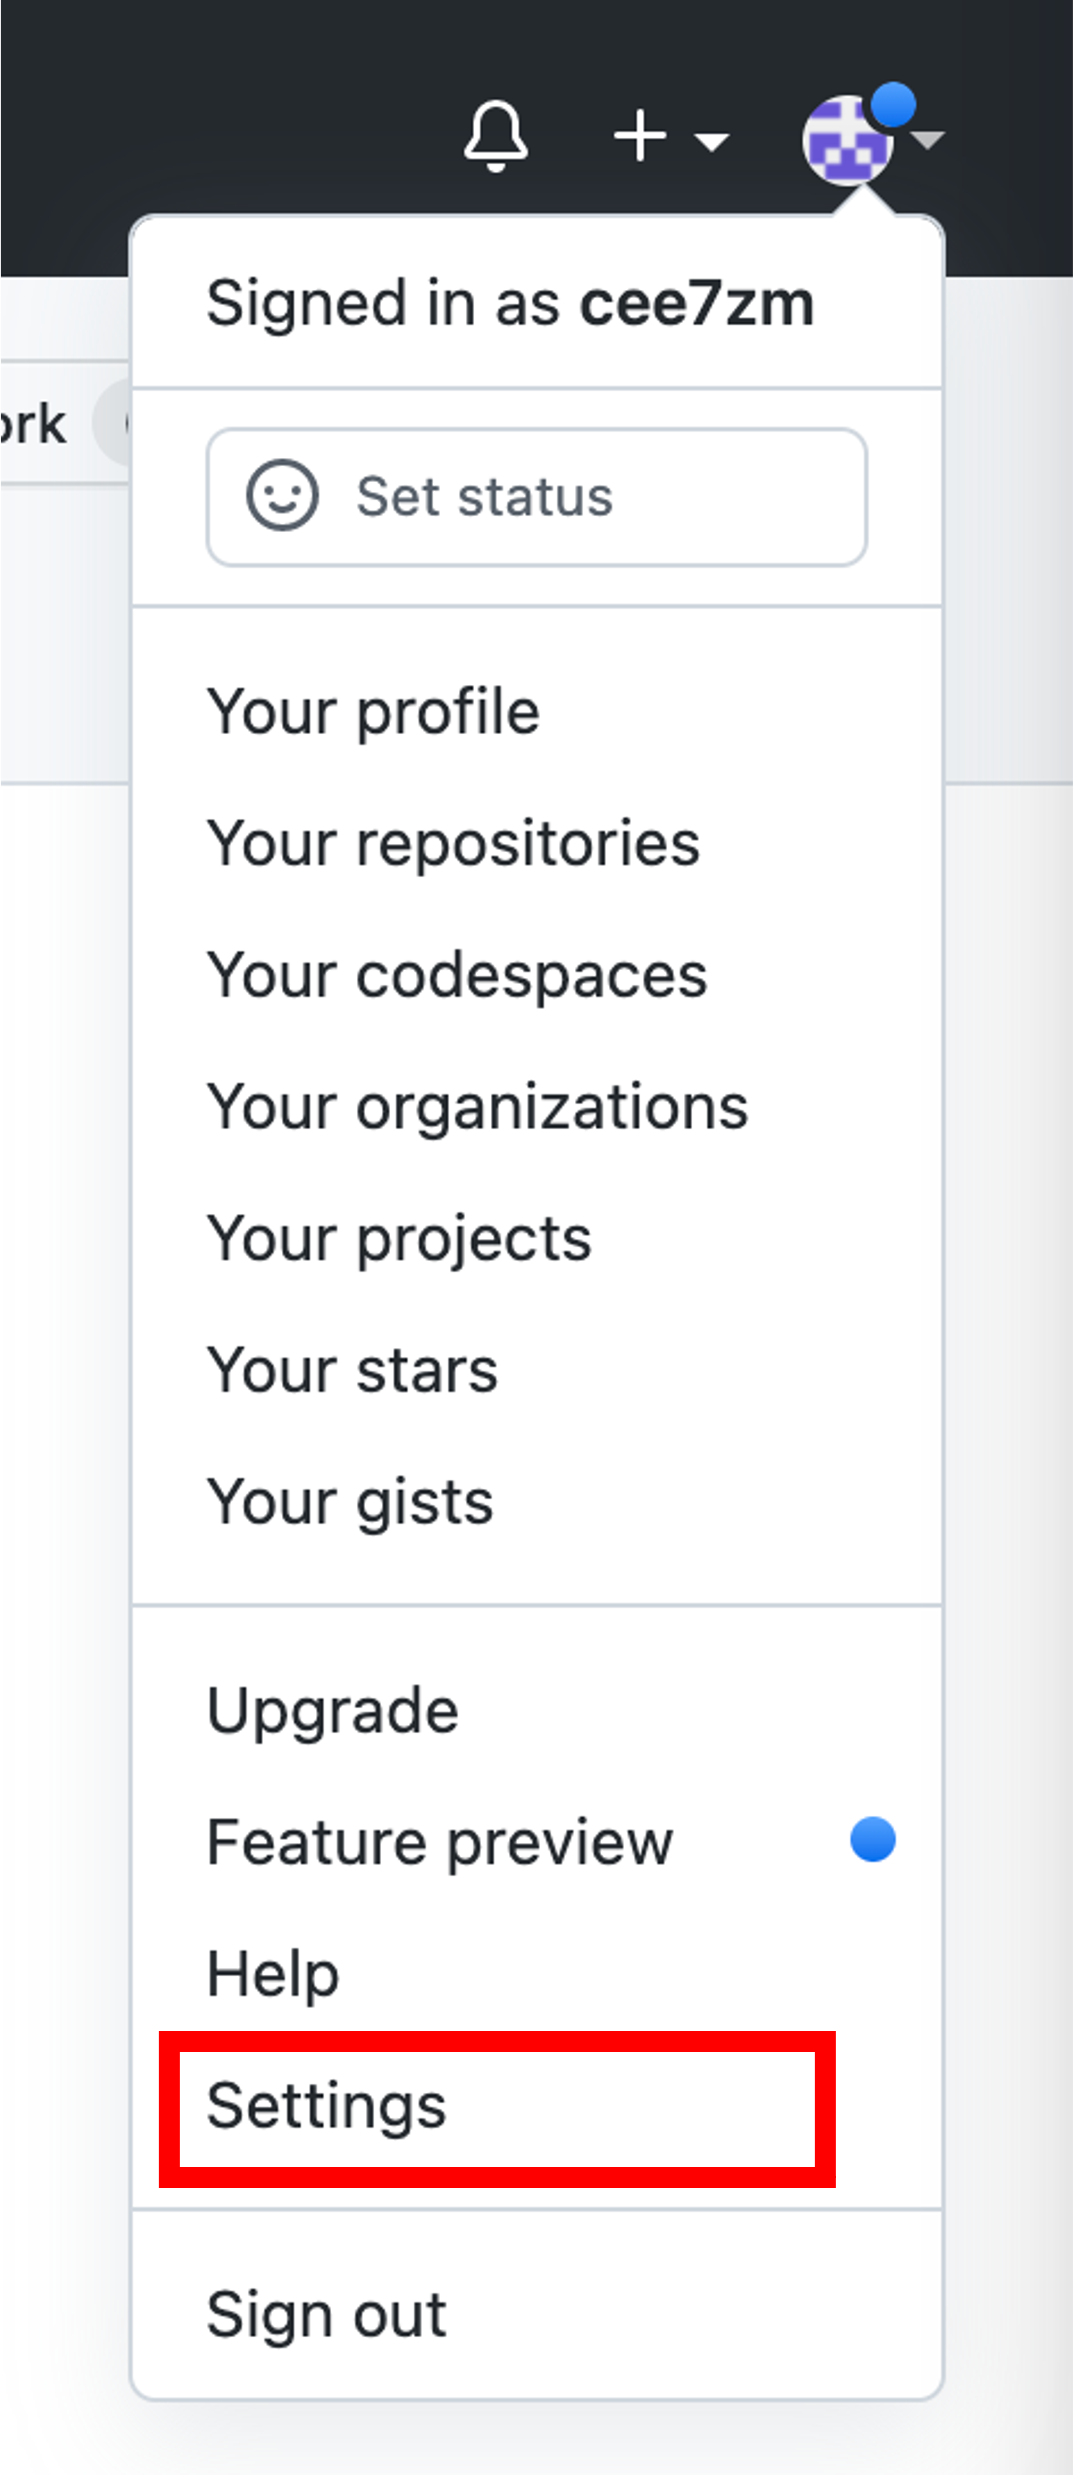 Signed in as cee7zm
ork
Set status
Your profile
Your repositories
Your codespaces
Your organizations
Your projects
Your stars
Your gists
Upgrade
Feature preview
Help
Settings
Sign out